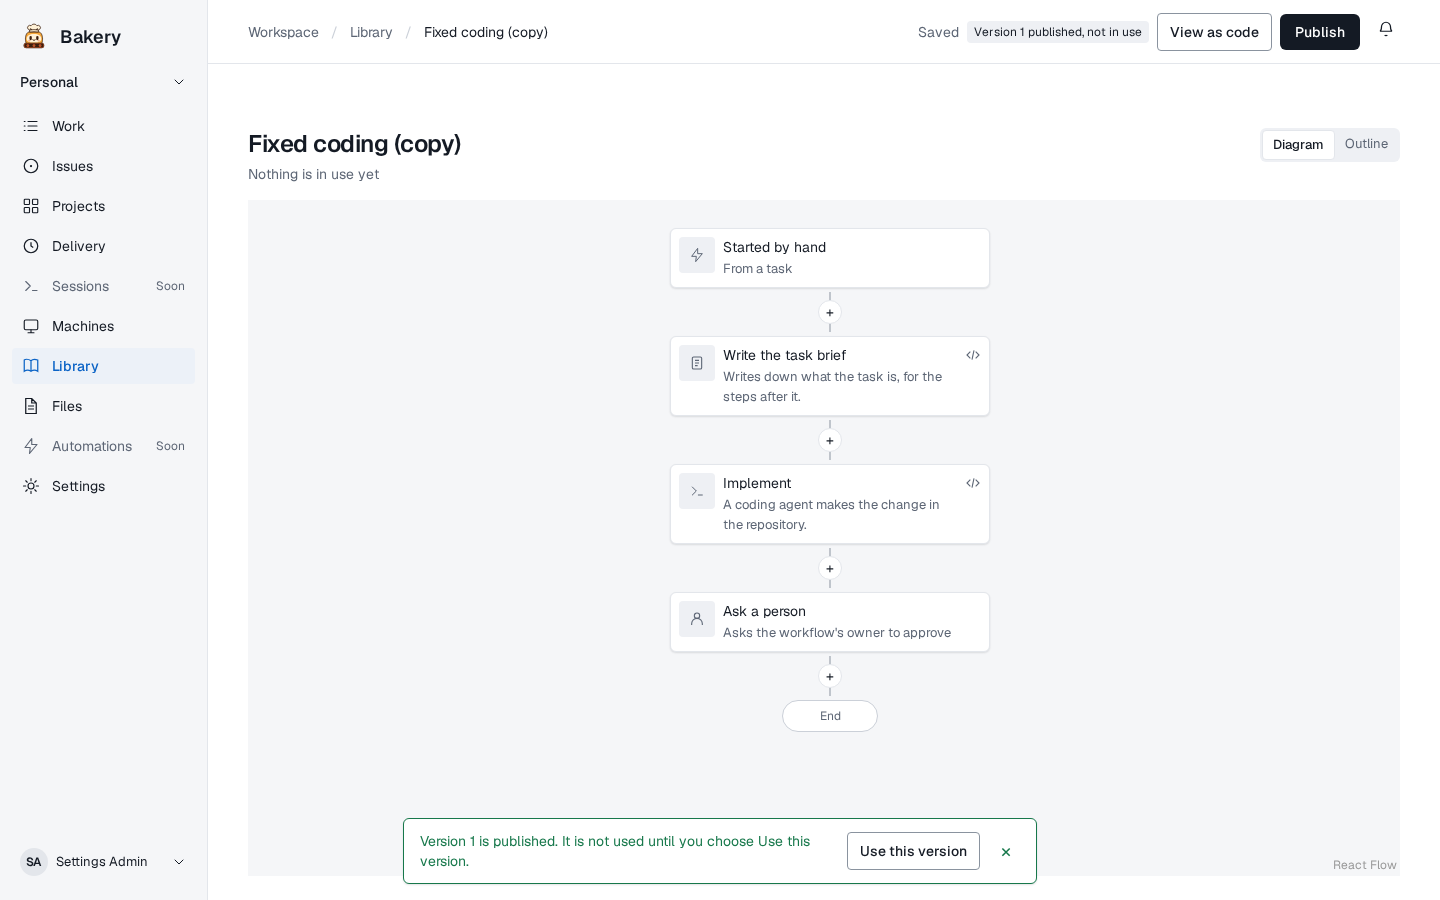 Bakery
Personal
Work
Issues
Projects
Delivery
Sessions Soon
Machines
Library
Files
Automations Soon
Settings
SA Settings Admin
Workspace / Library / Fixed coding (copy)
Saved Version 1 published, not in use View as code Publish
Fixed coding (copy)
Nothing is in use yet
Diagram Outline
Started by hand
From a task
+
Write the task brief
Writes down what the task is, for the
steps after it.
+
Implement
A coding agent makes the change in
the repository.
+
Ask a person
Asks the workflow's owner to approve
+
End
Version 1 is published. It is not used until you choose Use this
version.
Use this version
React Flow